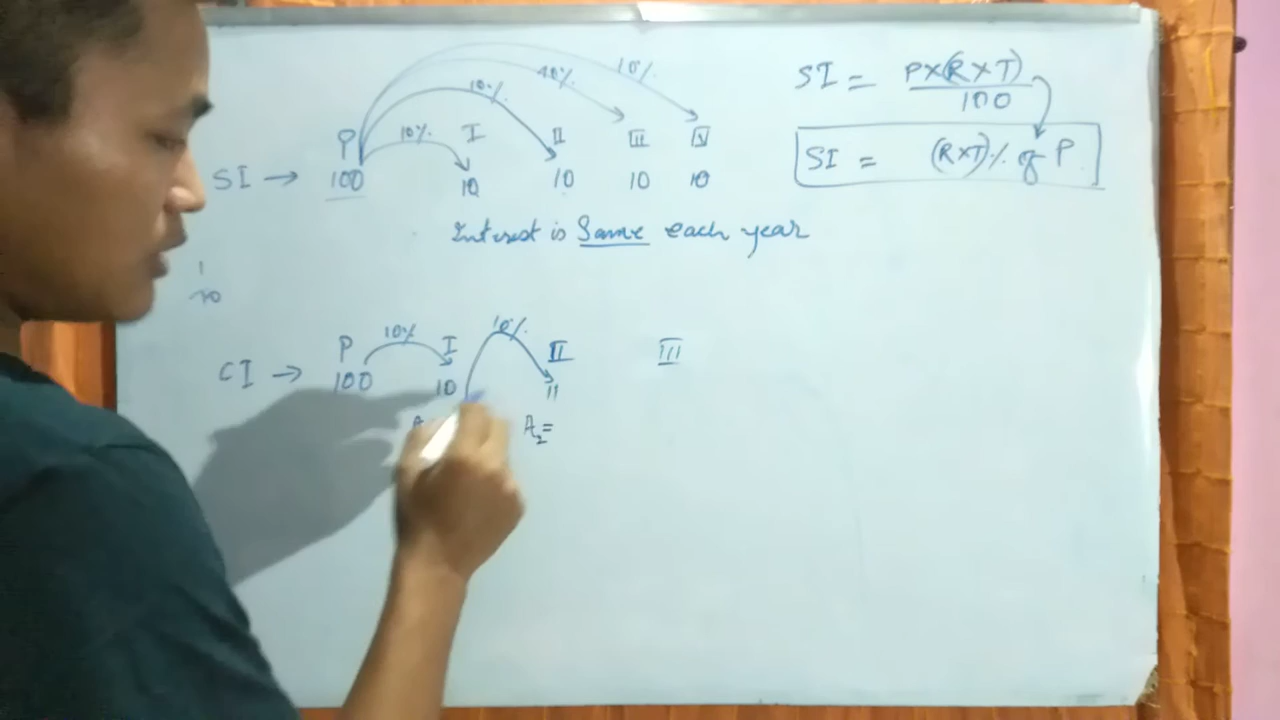 10% 10% 10% 10%
P I II III IV
SI → 100 10 10 10 10
Interest is Same each year
SI = P×(R×T)
100
SI = (R×T)% of P
10
10% 10%
P I II III
CI → 100 10 11
A₂=